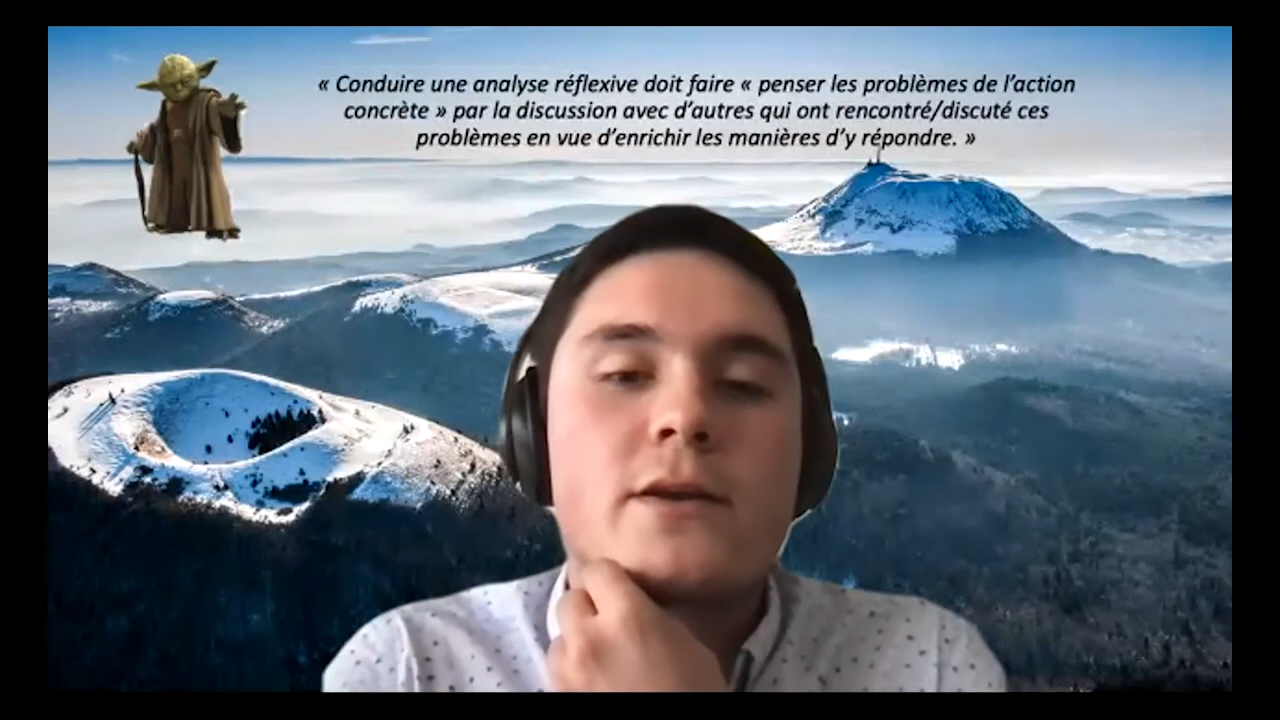 « Conduire une analyse réflexive doit faire « penser les problèmes de l’action
concrète » par la discussion avec d’autres qui ont rencontré/discuté ces
problèmes en vue d’enrichir les manières d’y répondre. »